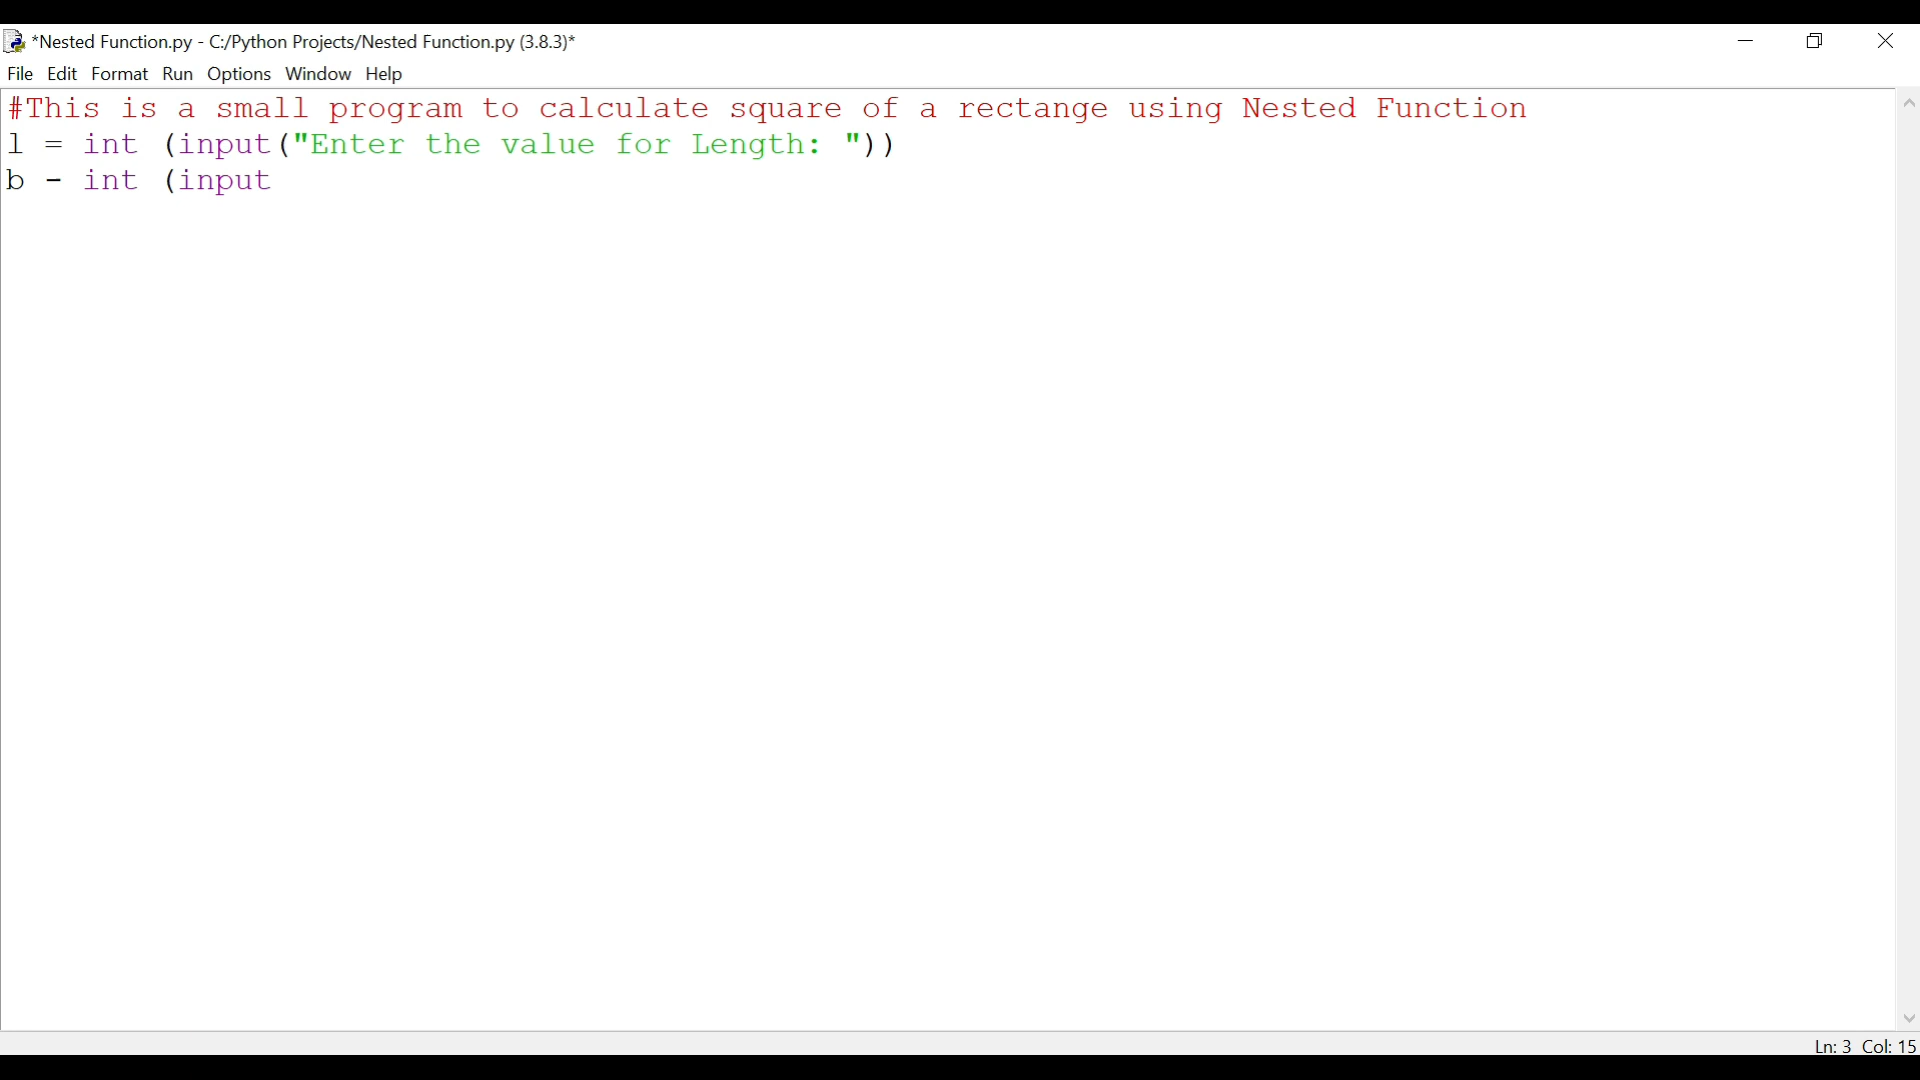 *Nested Function.py - C:/Python Projects/Nested Function.py (3.8.3)*
File Edit Format Run Options Window Help
#This is a small program to calculate square of a rectange using Nested Function
l = int (input("Enter the value for Length: "))
b - int (input
Ln: 3 Col: 15